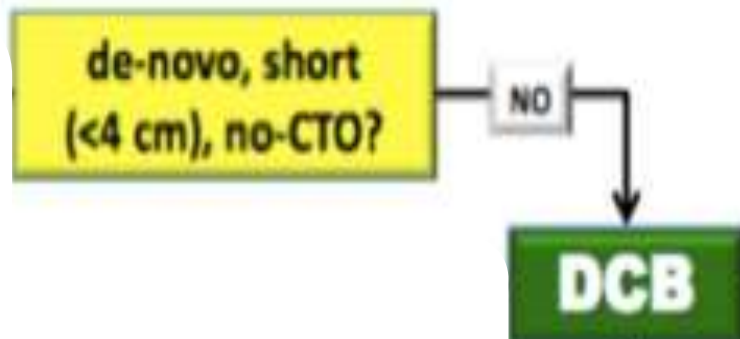 de-novo, short
(<4 cm), no-CTO?
NO
DCB